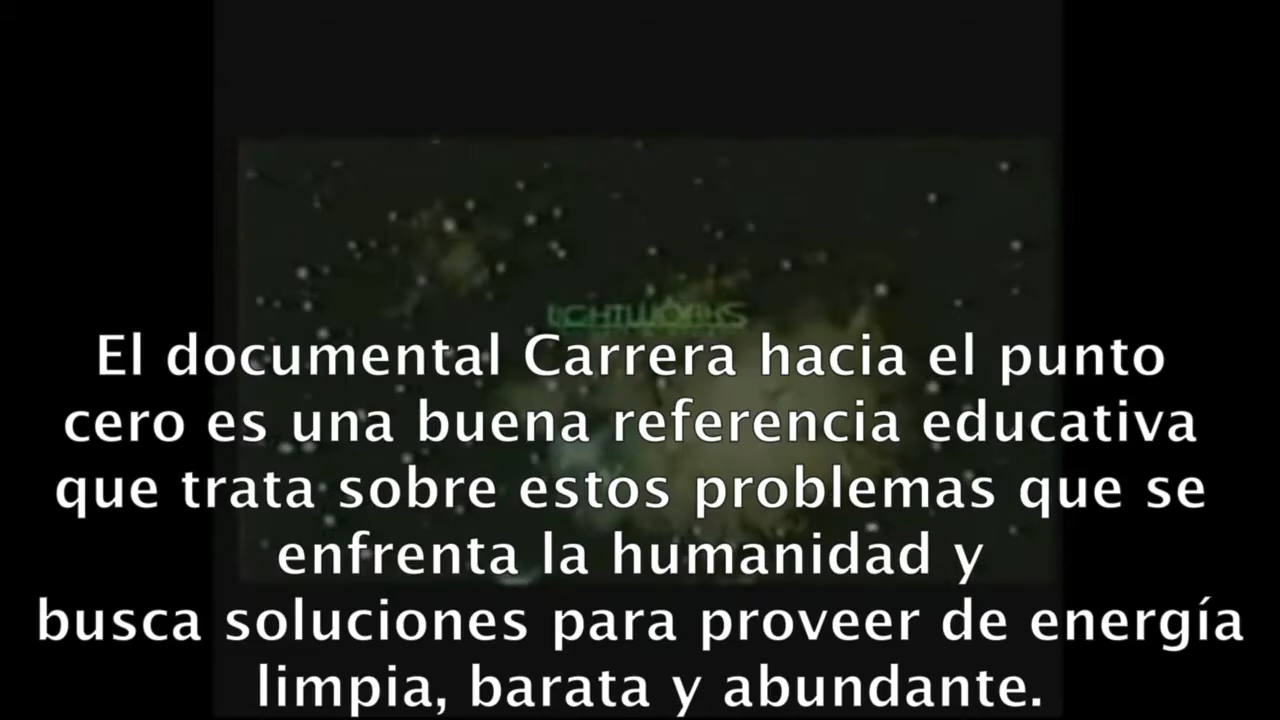 LIGHTWORKS
El documental Carrera hacia el punto
cero es una buena referencia educativa
que trata sobre estos problemas que se
enfrenta la humanidad y
busca soluciones para proveer de energía
limpia, barata y abundante.